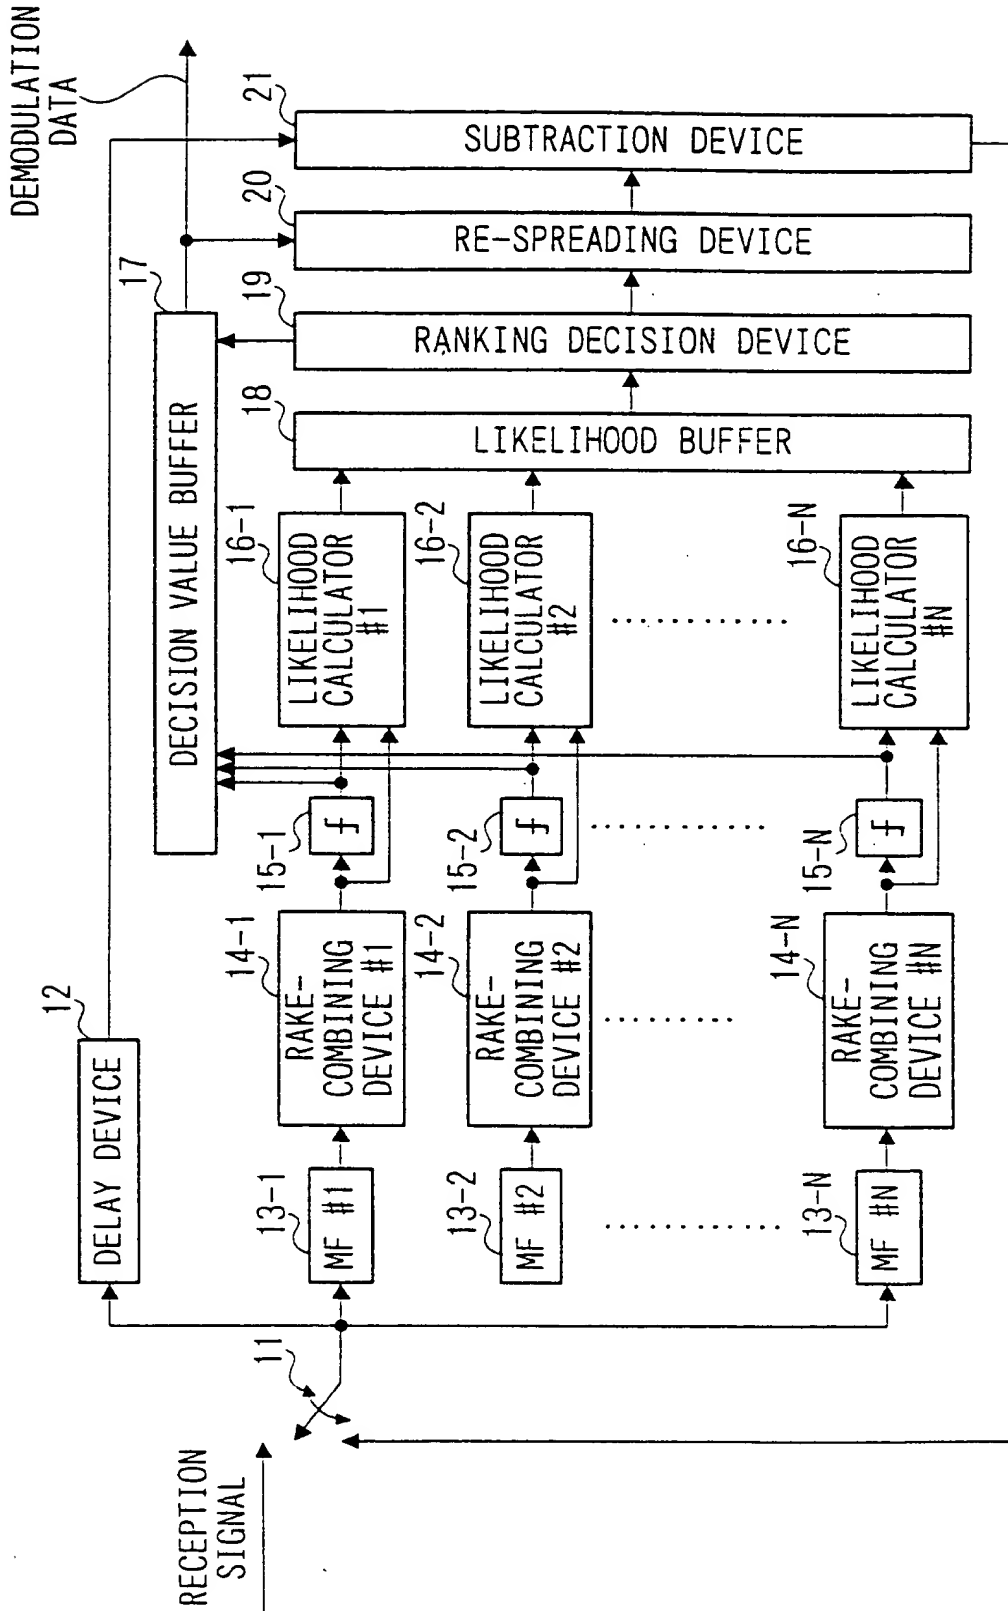 RECEPTION
SIGNAL
11
12
DELAY DEVICE
DEMODULATION
DATA
17
DECISION VALUE BUFFER
13-1
MF #1
14-1
RAKE-
COMBINING
DEVICE #1
15-1
16-1
LIKELIHOOD
CALCULATOR
#1
13-2
MF #2
14-2
RAKE-
COMBINING
DEVICE #2
15-2
16-2
LIKELIHOOD
CALCULATOR
#2
13-N
MF #N
14-N
RAKE-
COMBINING
DEVICE #N
15-N
16-N
LIKELIHOOD
CALCULATOR
#N
18
LIKELIHOOD BUFFER
19
RANKING DECISION DEVICE
20
RE-SPREADING DEVICE
21
SUBTRACTION DEVICE